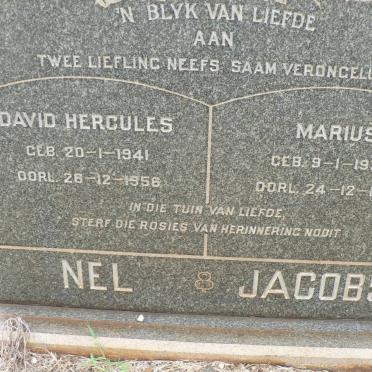 'N BLYK VAN LIEFDE
AAN
TWEE LIEFLING NEEFS SAAM
DAVID HERCULES
GEB. 20-1-1941
OORL. 26-12-1956
MARIUS
GEB. 9-1-
OORL. 24-12-
IN DIE TUIN VAN LIEFDE,
STERF DIE ROSIES VAN HERINNERING NOOIT
NEL & JACOBS